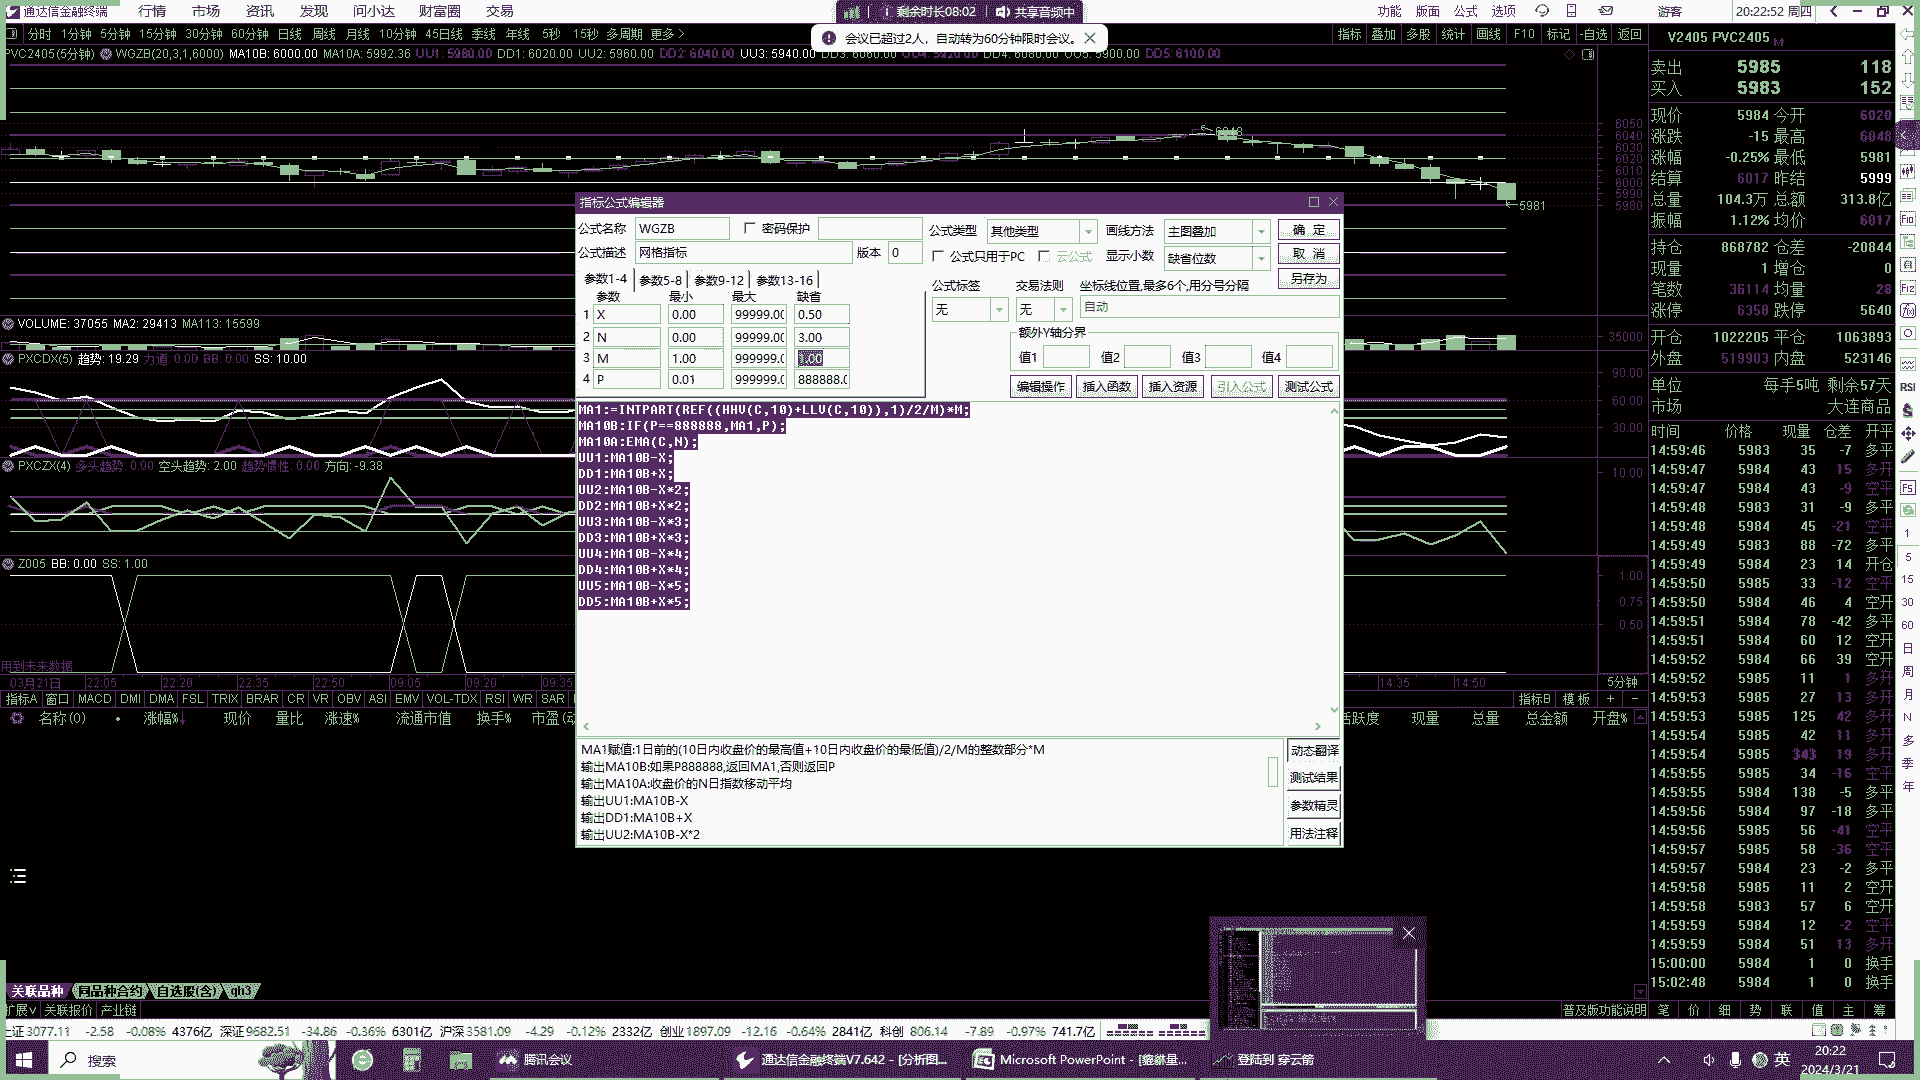 通达信金融终端 行情 市场 资讯 发现 问小达 财富圈 交易 剩余时长08:02 共享音频中 功能 版面 公式 选项 游客 20:22:52 周四
分时 1分钟 5分钟 15分钟 30分钟 60分钟 日线 周线 月线 10分钟 45日线 季线 年线 5秒 15秒 多周期 更多 指标 叠加 多股 统计 画线 F10 标记 -自选 返回
会议已超过2人，自动转为60分钟限时会议。
PVC2405(5分钟) WGZB(20,3,1,6000) MA10B: 6000.00 MA10A: 5992.36 UU1: 5980.00 DD1: 6020.00 UU2: 5960.00 DD2: 6040.00 UU3: 5940.00 DD3: 6060.00 UU4: 5920.00 DD4: 6080.00 UU5: 5900.00 DD5: 6100.00
6048
5981
6050
6040
6030
6020
6010
6000
5990
5980
VOLUME: 37055 MA2: 29413 MA113: 15599
35000
PXCDX(5) 趋势: 19.29 力道: 0.00 BB: 0.00 SS: 10.00
90.00
60.00
30.00
PXCZX(4) 多头趋势: 0.00 空头趋势: 2.00 趋势惯性: 0.00 方向: -9.38
10.00
Z005 BB: 0.00 SS: 1.00
1.00
0.75
0.50
用到未来数据
03月21日 22:05 22:20 22:35 22:50 09:05 09:20 09:35 14:35 14:50 5分钟
指标A 窗口 MACD DMI DMA FSL TRIX BRAR CR VR OBV ASI EMV VOL-TDX RSI WR SAR 指标B 模板 + -
名称(0) 涨幅%↓ 现价 量比 涨速% 流通市值 换手% 活跃度 现量 总量 总金额 开盘%
指标公式编辑器
公式名称 WGZB 密码保护 公式类型 其他类型 画线方法 主图叠加 确 定
公式描述 网格指标 版本 0 公式只用于PC 云公式 显示小数 缺省位数 取 消
另存为
参数1-4 参数5-8 参数9-12 参数13-16
参数 最小 最大 缺省
1 X 0.00 99999.00 0.50
2 N 0.00 99999.00 3.00
3 M 1.00 999999.0 1.00
4 P 0.01 999999.0 888888.0
公式标签 交易法则 坐标线位置,最多6个,用分号分隔
无 无 自动
额外Y轴分界
值1 值2 值3 值4
编辑操作 插入函数 插入资源 引入公式 测试公式
MA1:=INTPART(REF((HHV(C,10)+LLV(C,10)),1)/2/M)*M;
MA10B:IF(P==888888,MA1,P);
MA10A:EMA(C,N);
UU1:MA10B-X;
DD1:MA10B+X;
UU2:MA10B-X*2;
DD2:MA10B+X*2;
UU3:MA10B-X*3;
DD3:MA10B+X*3;
UU4:MA10B-X*4;
DD4:MA10B+X*4;
UU5:MA10B-X*5;
DD5:MA10B+X*5;
MA1赋值:1日前的(10日内收盘价的最高值+10日内收盘价的最低值)/2/M的整数部分*M
输出MA10B:如果P888888,返回MA1,否则返回P
输出MA10A:收盘价的N日指数移动平均
输出UU1:MA10B-X
输出DD1:MA10B+X
输出UU2:MA10B-X*2
动态翻译
测试结果
参数精灵
用法注释
V2405 PVC2405 M
卖出 5985 118
买入 5983 152
现价 5984 今开 6020
涨跌 -15 最高 6048
涨幅 -0.25% 最低 5981
结算 6017 昨结 5999
总量 104.3万 总额 313.8亿
振幅 1.12% 均价 6017
持仓 868782 仓差 -20844
现量 1 增仓 0
笔数 36114 均量 28
涨停 6358 跌停 5640
开仓 1022205 平仓 1063893
外盘 519903 内盘 523146
单位 每手5吨 剩余57天
市场 大连商品
时间 价格 现量 仓差 开平
14:59:46 5983 35 -7 多平
14:59:47 5984 43 15 多开
14:59:47 5984 43 -9 空平
14:59:48 5983 31 -9 多平
14:59:48 5984 45 -21 空平
14:59:49 5983 88 -72 多平
14:59:49 5984 23 14 开仓
14:59:50 5984 33 -12 空平
14:59:50 5984 46 4 空开
14:59:51 5984 78 -42 多平
14:59:51 5984 60 12 空开
14:59:52 5984 66 39 空开
14:59:52 5984 11 1 多开
14:59:53 5984 27 13 多开
14:59:53 5984 125 42 多开
14:59:54 5984 42 11 多开
14:59:54 5984 343 19 多开
14:59:55 5984 34 -16 空平
14:59:55 5984 138 -5 多平
14:59:56 5984 97 -18 多平
14:59:56 5984 56 -41 空平
14:59:57 5984 58 -36 空平
14:59:57 5984 23 -2 多平
14:59:58 5984 11 2 空开
14:59:58 5983 57 6 空开
14:59:59 5984 12 -2 空平
14:59:59 5984 51 13 多开
15:00:00 5984 1 0 换手
15:02:48 5984 1 0 换手
F10
RSI
F5
1
5
15
30
60
日
周
月
N
多
季
年
关联品种 同品种合约 自选股(含) qh3
扩展 关联报价 产业链 普及版功能说明 笔 价 细 势 联 值 主 筹
上证3077.11 -2.58 -0.08% 4376亿 深证9682.51 -34.86 -0.36% 6301亿 沪深3581.09 -4.29 -0.12% 2332亿 创业1897.09 -12.16 -0.64% 2841亿 科创 806.14 -7.89 -0.97% 741.7亿
搜索 腾讯会议 通达信金融终端V7.642 - [分析图... Microsoft PowerPoint - [貔貅星... 登陆到 穿云箭 英 20:22
2024/3/21